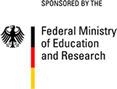 SPONSORED BY THE
Federal Ministry
of Education
and Research